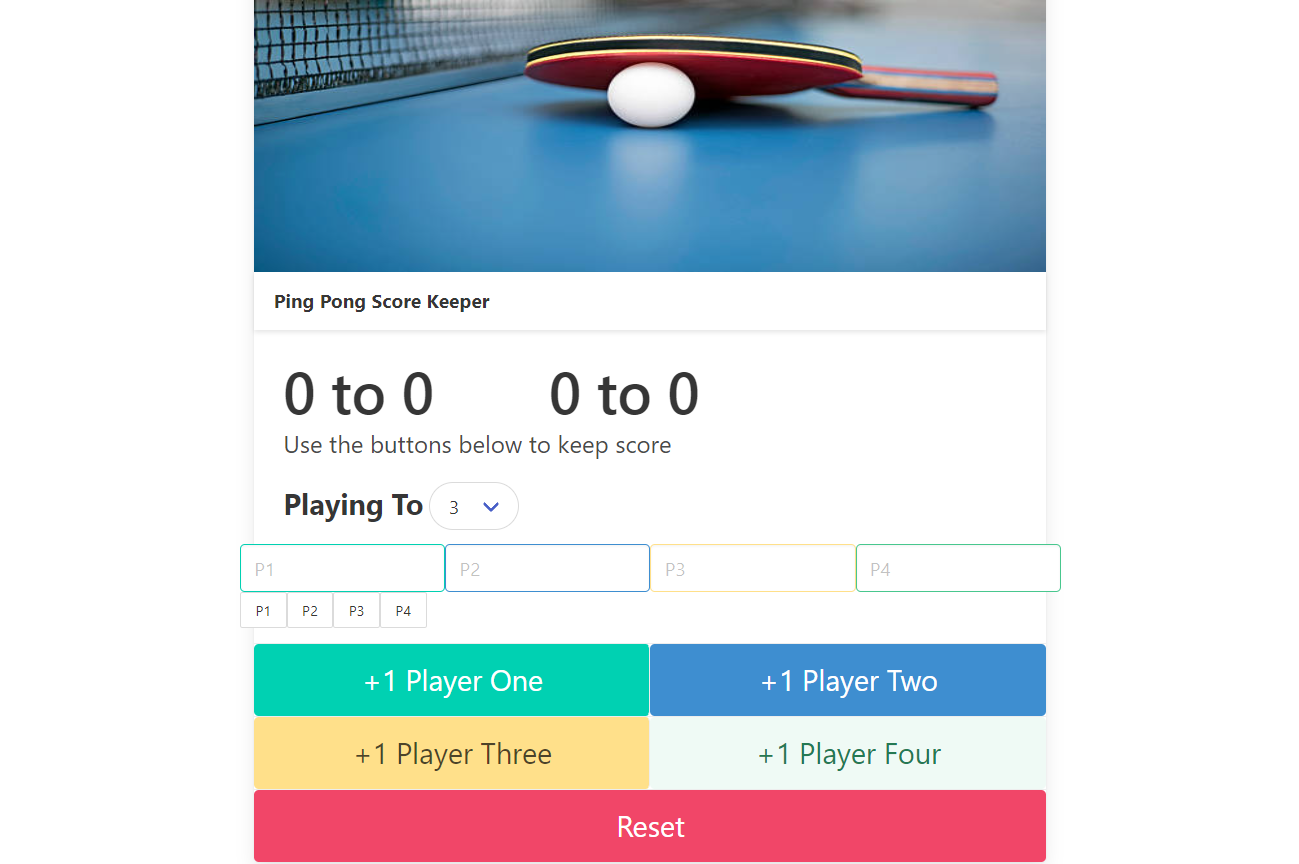 Ping Pong Score Keeper
0 to 0 0 to 0
Use the buttons below to keep score
Playing To 3
P1 P2 P3 P4
P1 P2 P3 P4
+1 Player One +1 Player Two
+1 Player Three +1 Player Four
Reset